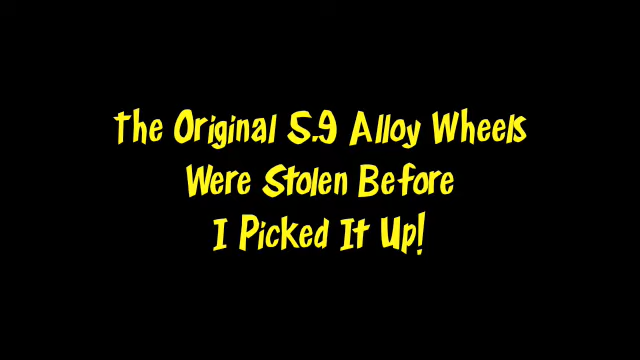 The Original 5.9 Alloy Wheels
Were Stolen Before
I Picked It Up!